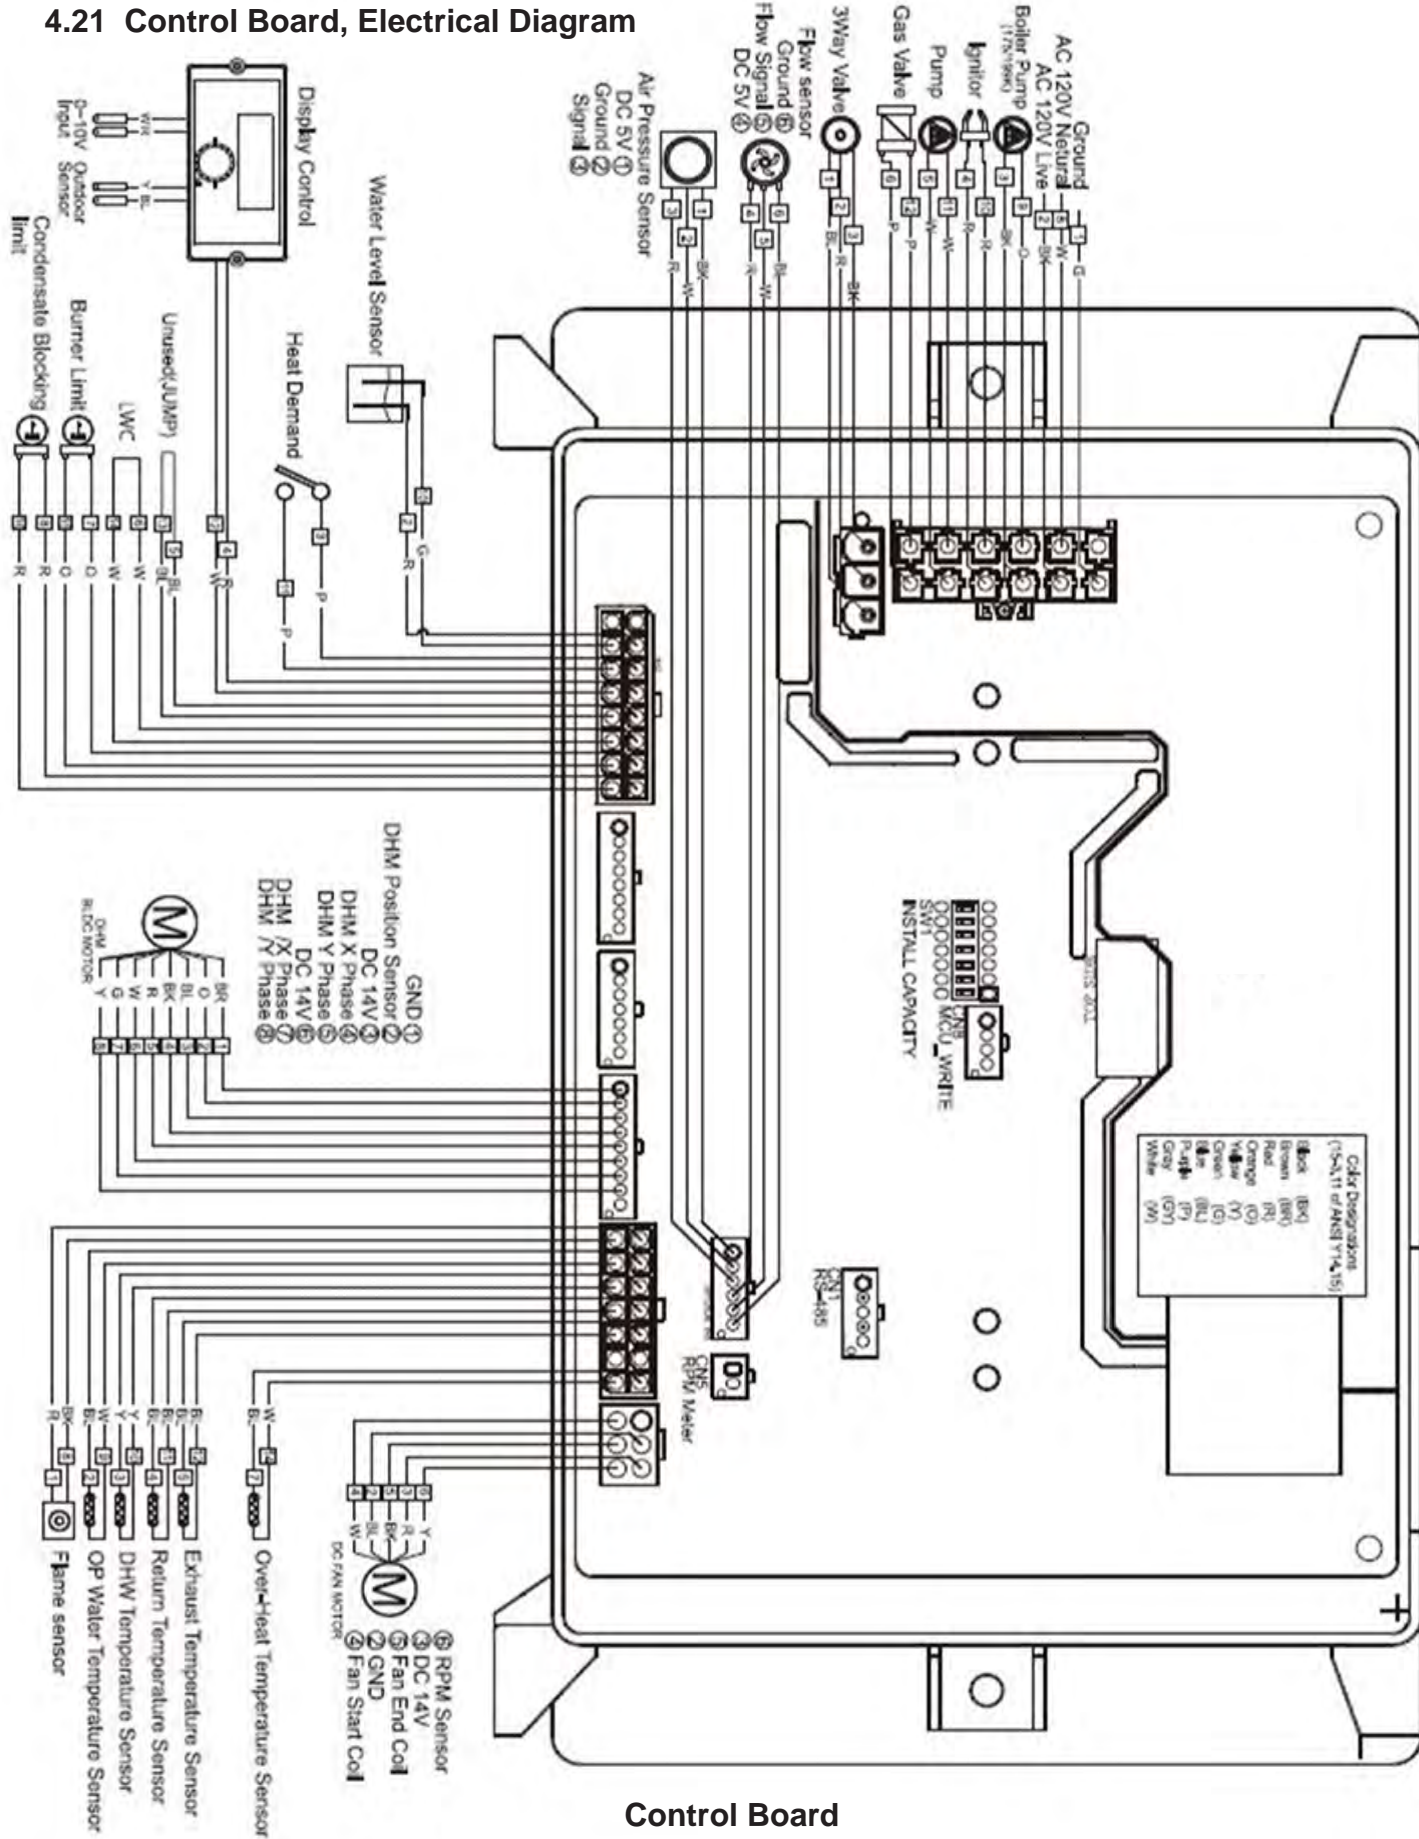 4.21 Control Board, Electrical Diagram
Ground
AC 120V Netural
AC 120V Live
Boiler Pump
Ignitor
Pump
Gas Valve
3Way Valve
Flow sensor
Ground ⑥
Flow Signal ⑤
DC 5V ④
Air Pressure Sensor
DC 5V ①
Ground ②
Signal ③
Display Control
0~10V Input
Outdoor Sensor
Water Level Sensor
Heat Demand
Unused(JUMP)
LWC
Burner Limit
Condensate Blocking
limit
GND ①
DHM Position Sensor ②
DC 14V ③
DHM X Phase ④
DHM Y Phase ⑤
DC 14V ⑥
DHM /X Phase ⑦
DHM /Y Phase ⑧
DHM
BLDC MOTOR
M
SW1
INSTALL CAPACITY
CN8
MCU_WRITE
CN1
RS-485
CN5
RPM Meter
Color Designations
(15-3.11 of ANSI Y14.15)
Black (BK)
Brown (BR)
Red (R)
Orange (O)
Yellow (Y)
Green (G)
Blue (BL)
Purple (P)
Gray (GY)
White (W)
⑥ RPM Sensor
③ DC 14V
⑤ Fan End Coil
② GND
④ Fan Start Coil
DC FAN MOTOR
M
Over-Heat Temperature Sensor
Exhaust Temperature Sensor
Return Temperature Sensor
DHW Temperature Sensor
OP Water Temperature Sensor
Flame sensor
Control Board